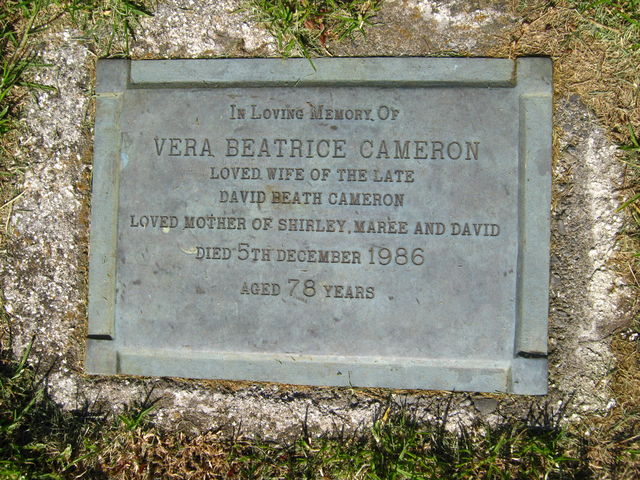 In Loving Memory Of
VERA BEATRICE CAMERON
LOVED WIFE OF THE LATE
DAVID BEATH CAMERON
LOVED MOTHER OF SHIRLEY, MAREE AND DAVID
DIED 5TH DECEMBER 1986
AGED 78 YEARS